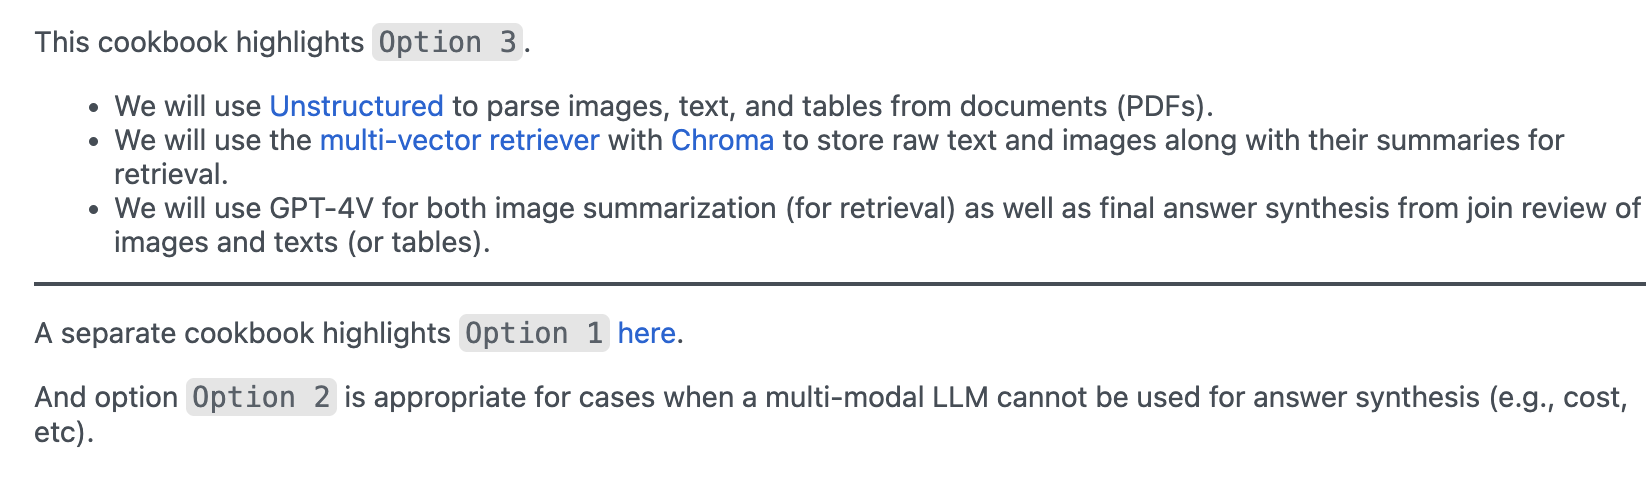 This cookbook highlights Option 3.
• We will use Unstructured to parse images, text, and tables from documents (PDFs).
• We will use the multi-vector retriever with Chroma to store raw text and images along with their summaries for
retrieval.
• We will use GPT-4V for both image summarization (for retrieval) as well as final answer synthesis from join review of
images and texts (or tables).
A separate cookbook highlights Option 1 here.
And option Option 2 is appropriate for cases when a multi-modal LLM cannot be used for answer synthesis (e.g., cost,
etc).